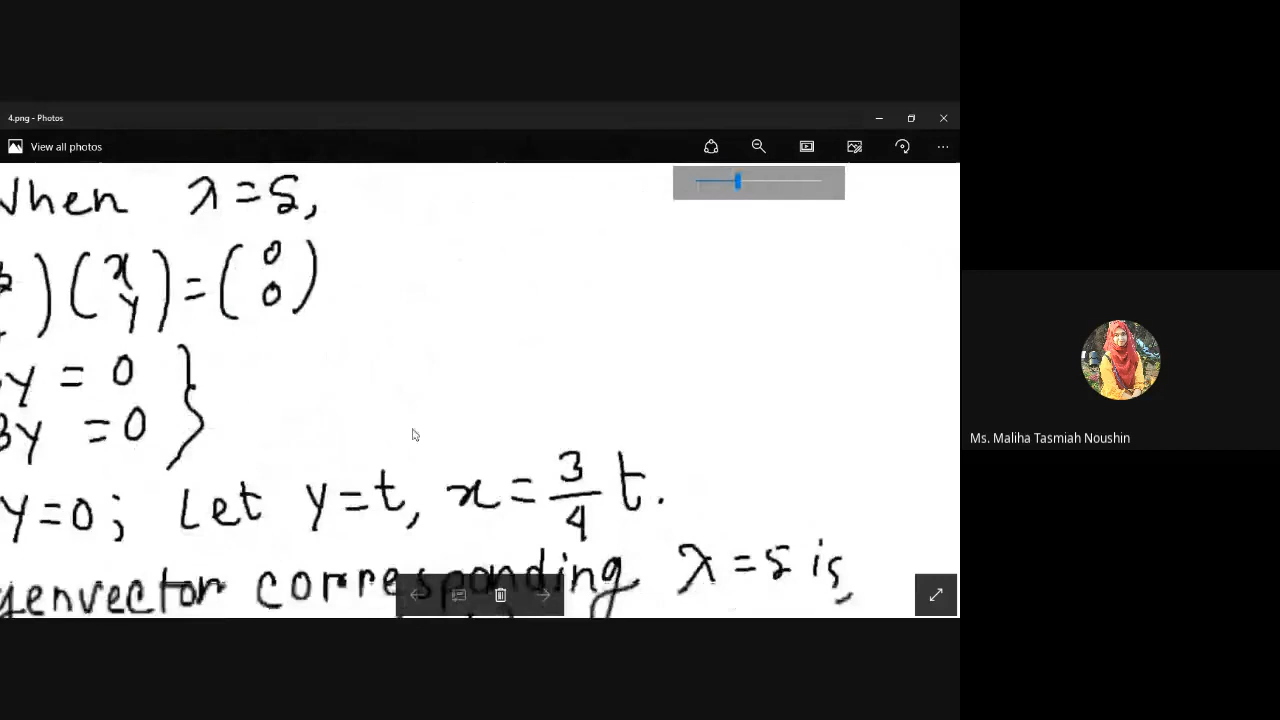 4.png - Photos
View all photos
When λ = 5,
) (x y) = (0 0)
y = 0 }
3y = 0
y = 0; Let y = t, x = 3/4 t.
genvector corresponding λ = 5 is,
Ms. Maliha Tasmiah Noushin